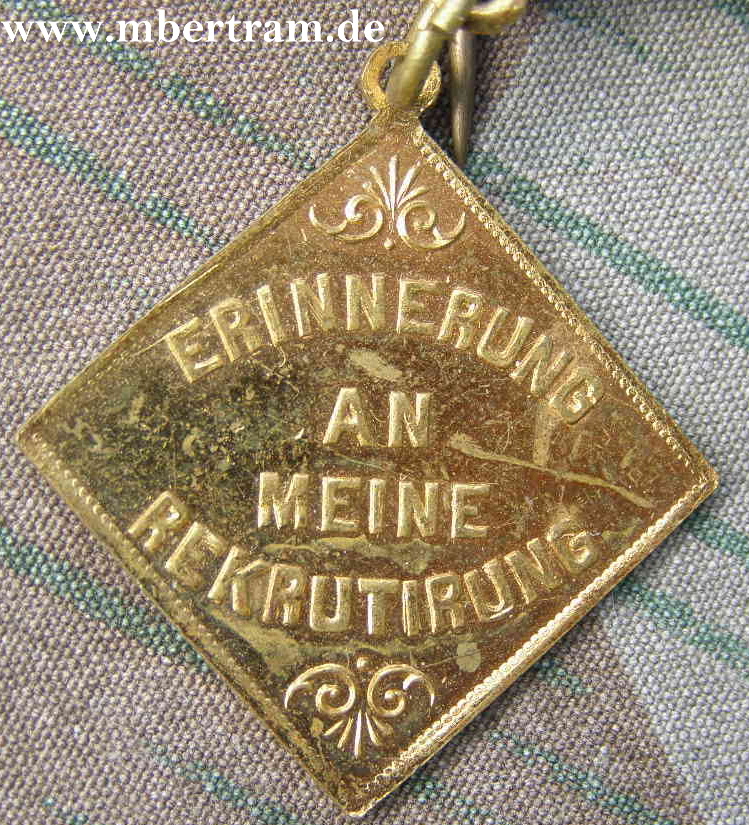 www.mbertram.de
ERINNERUNG
AN
MEINE
REKRUTIRUNG